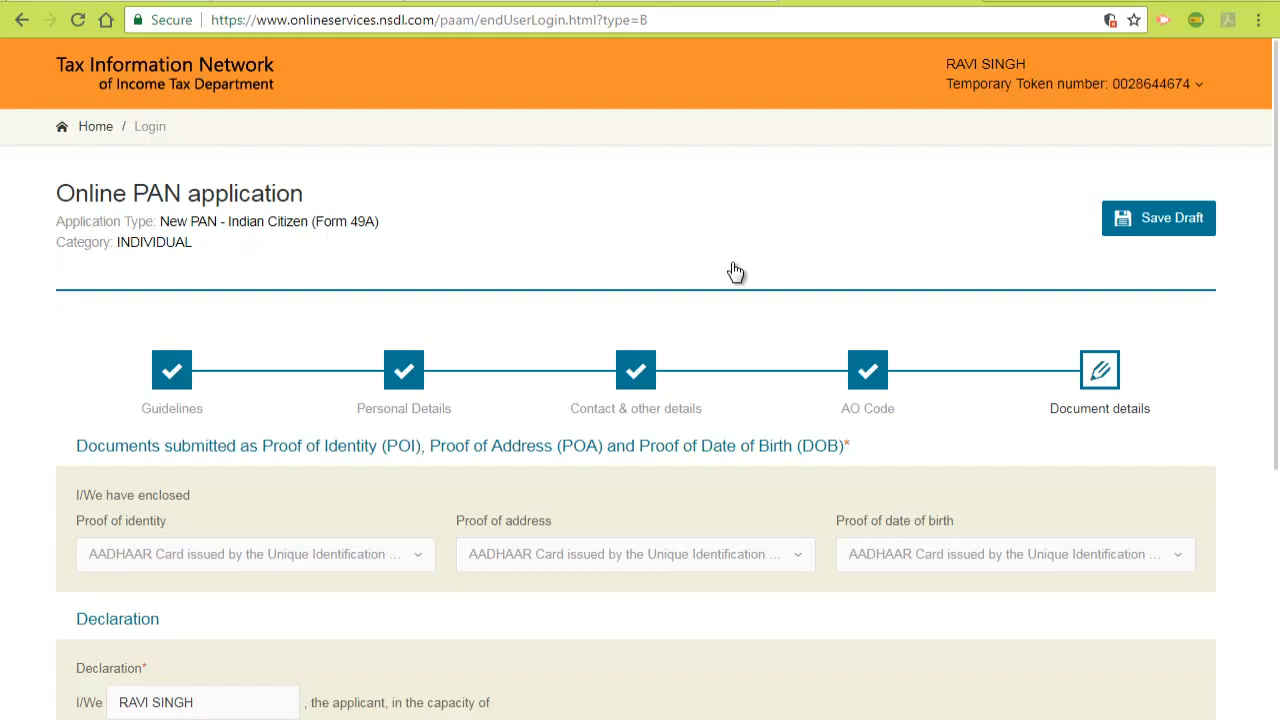 Secure https://www.onlineservices.nsdl.com/paam/endUserLogin.html?type=B
Tax Information Network
of Income Tax Department
RAVI SINGH
Temporary Token number: 0028644674
Home / Login
Online PAN application
Application Type: New PAN - Indian Citizen (Form 49A)
Category: INDIVIDUAL
Save Draft
Guidelines Personal Details Contact & other details AO Code Document details
Documents submitted as Proof of Identity (POI), Proof of Address (POA) and Proof of Date of Birth (DOB)*
I/We have enclosed
Proof of identity Proof of address Proof of date of birth
AADHAAR Card issued by the Unique Identification ... AADHAAR Card issued by the Unique Identification ... AADHAAR Card issued by the Unique Identification ...
Declaration
Declaration*
I/We RAVI SINGH , the applicant, in the capacity of